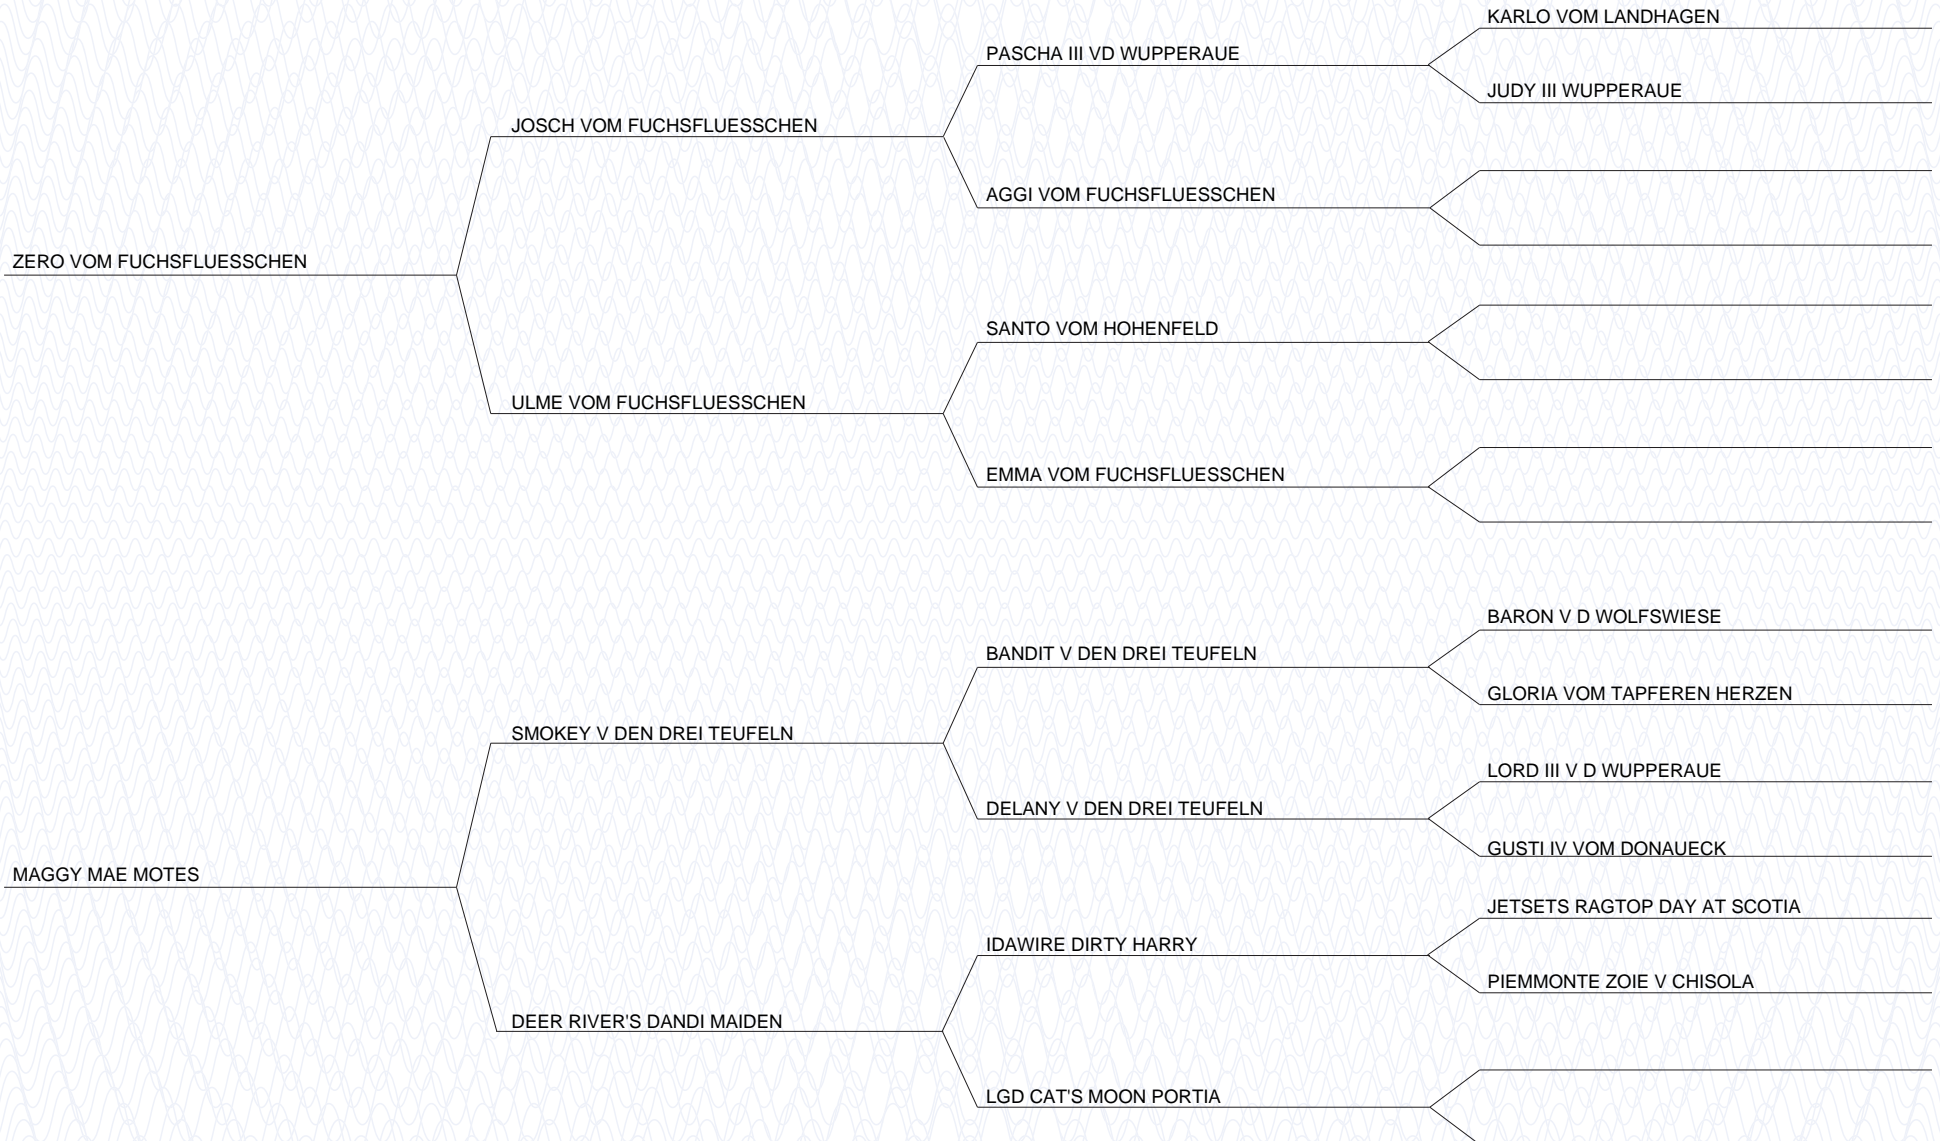 KARLO VOM LANDHAGEN
PASCHA III VD WUPPERAUE
JUDY III WUPPERAUE
JOSCH VOM FUCHSFLUESSCHEN
AGGI VOM FUCHSFLUESSCHEN
ZERO VOM FUCHSFLUESSCHEN
SANTO VOM HOHENFELD
ULME VOM FUCHSFLUESSCHEN
EMMA VOM FUCHSFLUESSCHEN
BARON V D WOLFSWIESE
BANDIT V DEN DREI TEUFELN
GLORIA VOM TAPFEREN HERZEN
SMOKEY V DEN DREI TEUFELN
LORD III V D WUPPERAUE
DELANY V DEN DREI TEUFELN
GUSTI IV VOM DONAUECK
MAGGY MAE MOTES
JETSETS RAGTOP DAY AT SCOTIA
IDAWIRE DIRTY HARRY
PIEMMONTE ZOIE V CHISOLA
DEER RIVER'S DANDI MAIDEN
LGD CAT'S MOON PORTIA